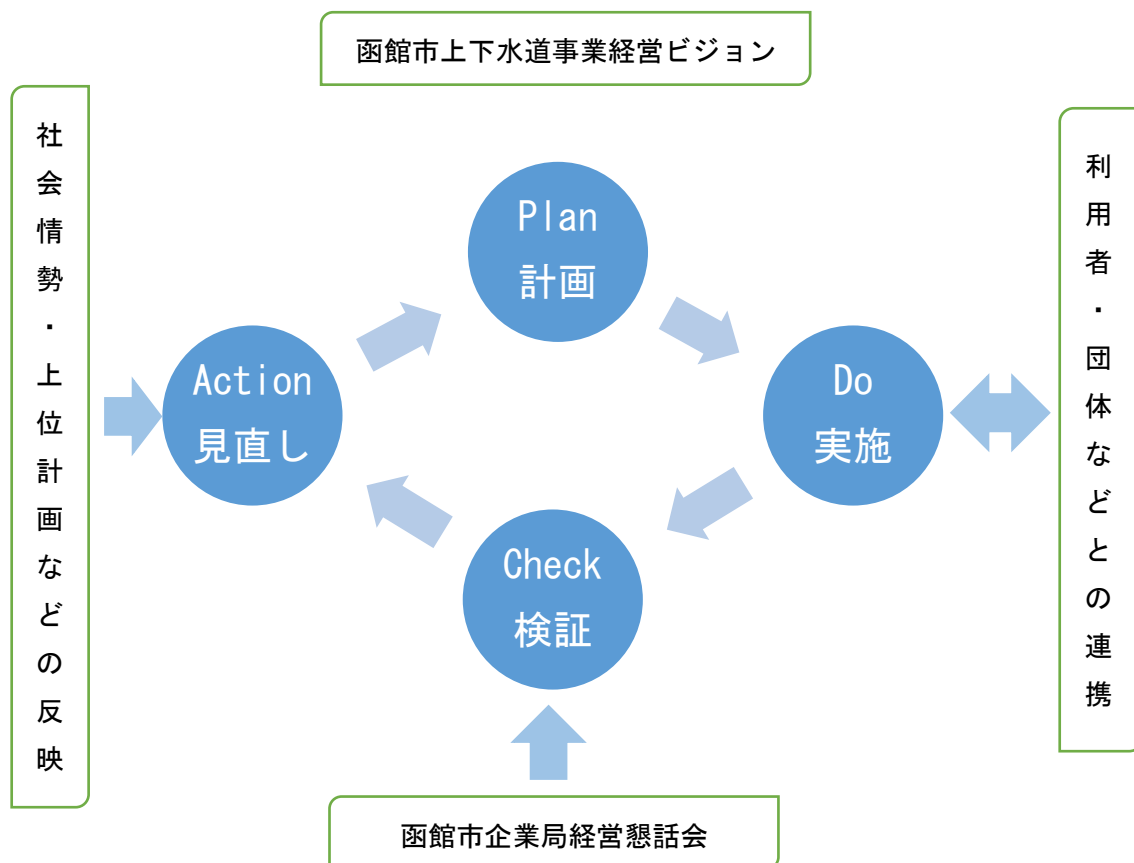 函館市上下水道事業経営ビジョン
社会情勢・上位計画などの反映
Plan
計画
Action
見直し
Do
実施
Check
検証
利用者・団体などとの連携
函館市企業局経営懇話会